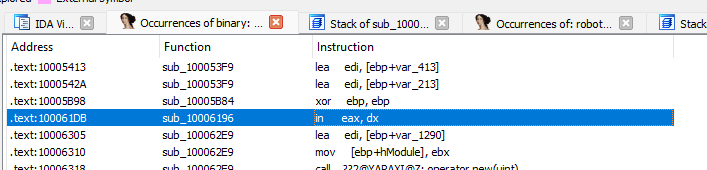 External symbol
IDA Vi...
Occurrences of binary:
Stack of sub_1000...
Occurrences of: robot...
Stack
Address Function Instruction
.text:10005413 sub_100053F9 lea edi, [ebp+var_413]
.text:1000542A sub_100053F9 lea edi, [ebp+var_213]
.text:10005B98 sub_10005B84 xor ebp, ebp
.text:100061DB sub_10006196 in eax, dx
.text:10006305 sub_100062E9 lea edi, [ebp+var_1290]
.text:10006310 sub_100062E9 mov [ebp+hModule], ebx
.text:10006318 sub_100062E9 call ??2@YAPAXI@Z; operator new(uint)